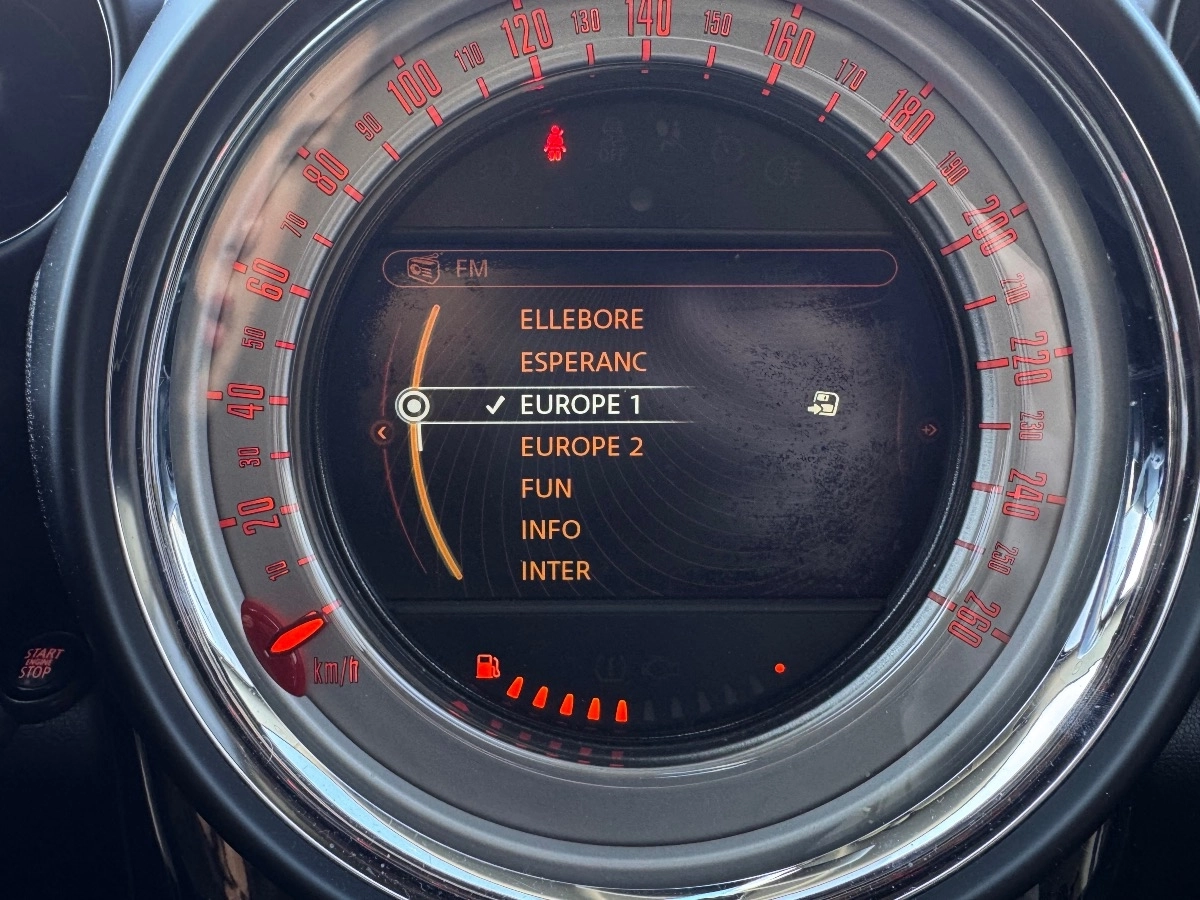 10
20
30
40
50
60
70
80
90
100
110
120
130
140
150
160
170
180
190
200
210
220
230
240
250
260
km/h
FM
ELLEBORE
ESPERANC
EUROPE 1
EUROPE 2
FUN
INFO
INTER
START
ENGINE
STOP